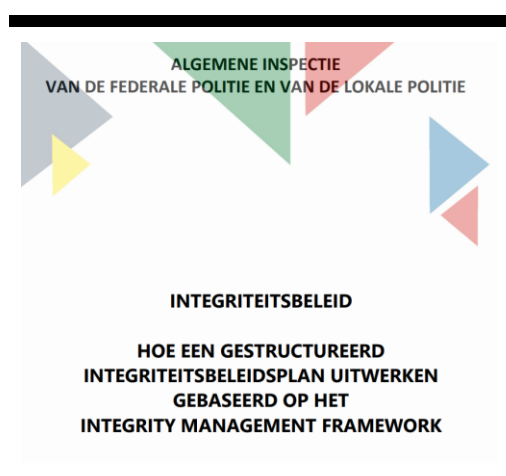 ALGEMENE INSPECTIE
VAN DE FEDERALE POLITIE EN VAN DE LOKALE POLITIE
INTEGRITEITSBELEID
HOE EEN GESTRUCTUREERD
INTEGRITEITSBELEIDSPLAN UITWERKEN
GEBASEERD OP HET
INTEGRITY MANAGEMENT FRAMEWORK